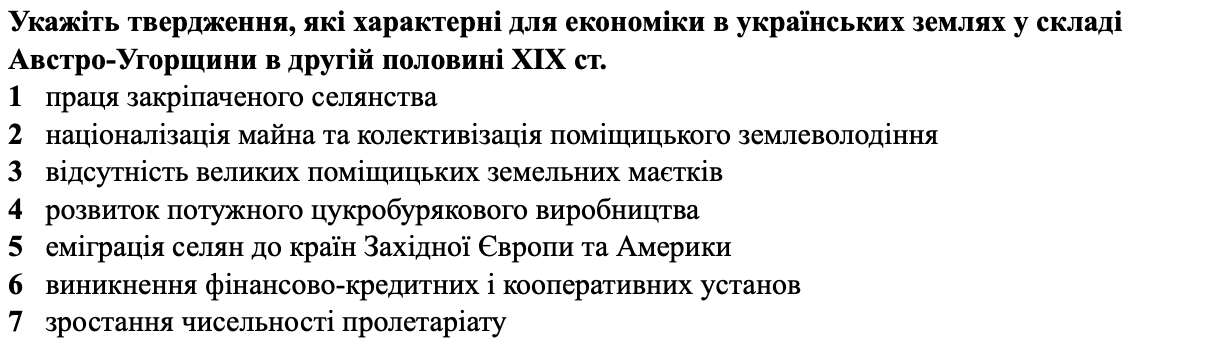 Укажіть твердження, які характерні для економіки в українських землях у складі
Австро-Угорщини в другій половині XIX ст.
1 праця закріпаченого селянства
2 націоналізація майна та колективізація поміщицького землеволодіння
3 відсутність великих поміщицьких земельних маєтків
4 розвиток потужного цукробурякового виробництва
5 еміграція селян до країн Західної Європи та Америки
6 виникнення фінансово-кредитних і кооперативних установ
7 зростання чисельності пролетаріату